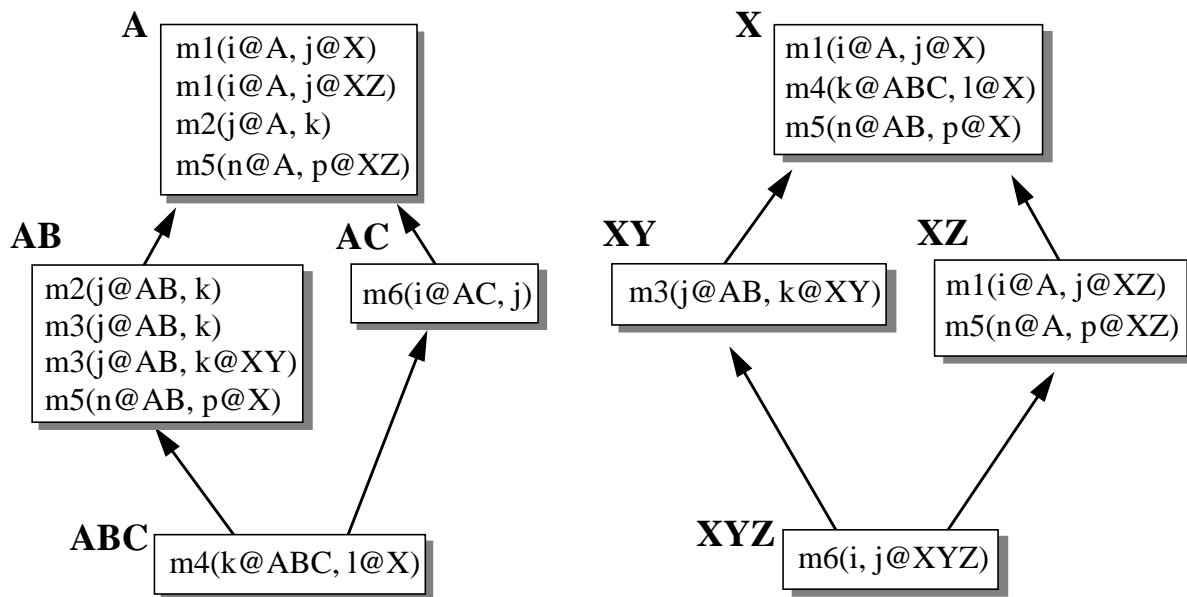 A
m1(i@A, j@X)
m1(i@A, j@XZ)
m2(j@A, k)
m5(n@A, p@XZ)
AB
m2(j@AB, k)
m3(j@AB, k)
m3(j@AB, k@XY)
m5(n@AB, p@X)
AC
m6(i@AC, j)
ABC
m4(k@ABC, l@X)
X
m1(i@A, j@X)
m4(k@ABC, l@X)
m5(n@AB, p@X)
XY
m3(j@AB, k@XY)
XZ
m1(i@A, j@XZ)
m5(n@A, p@XZ)
XYZ
m6(i, j@XYZ)